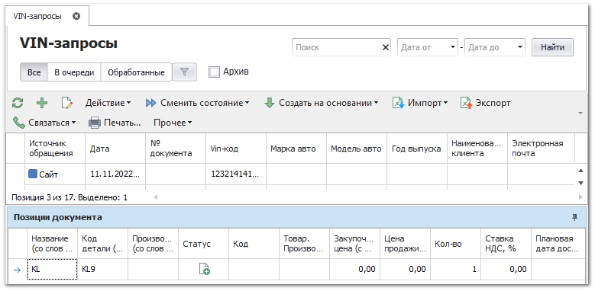 VIN-запросы
VIN-запросы
Поиск Дата от - Дата до Найти
Все В очереди Обработанные Архив
Действие Сменить состояние Создать на основании Импорт Экспорт
Связаться Печать... Прочее
Источник обращения Дата № документа Vin-код Марка авто Модель авто Год выпуска Наименова... клиента Электронная почта
Сайт 11.11.2022... 123214141...
Позиция 3 из 17. Выделено: 1
Позиции документа
Название (со слов ... Код детали (... Произво... (со слов ... Статус Код Товар. Произво... Закупоч... цена (с ... Цена продажи... Кол-во Ставка НДС, % Плановая дата дос...
KL KL9 0,00 0,00 1 0,00